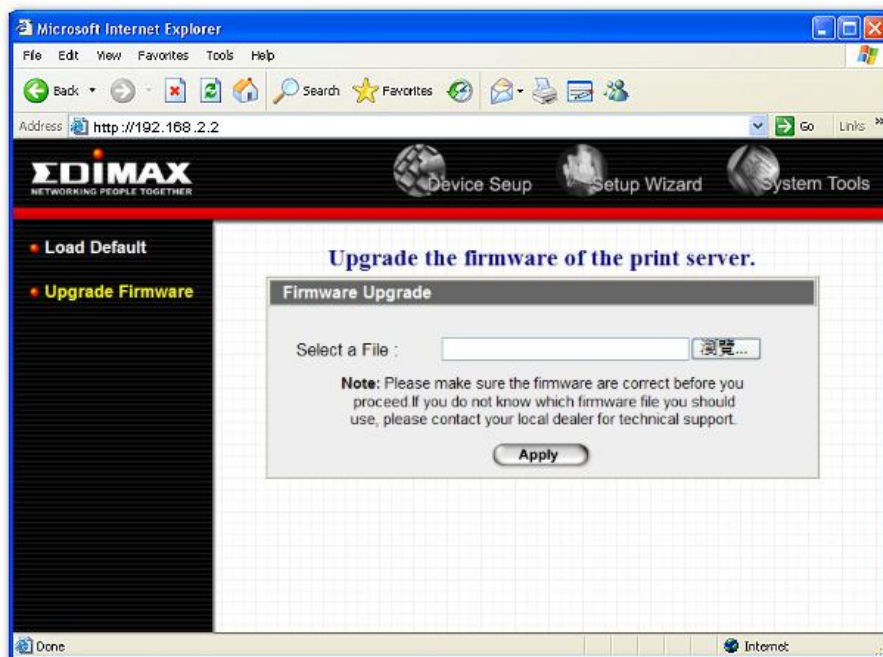 Microsoft Internet Explorer
File Edit View Favorites Tools Help
Back Search Favorites
Address http://192.168.2.2 Go Links »
EDIMAX
NETWORKING PEOPLE TOGETHER
Device Seup Setup Wizard System Tools
Load Default
Upgrade Firmware
Upgrade the firmware of the print server.
Firmware Upgrade
Select a File : 瀏覽...
Note: Please make sure the firmware are correct before you
proceed.If you do not know which firmware file you should
use, please contact your local dealer for technical support.
Apply
Done Internet